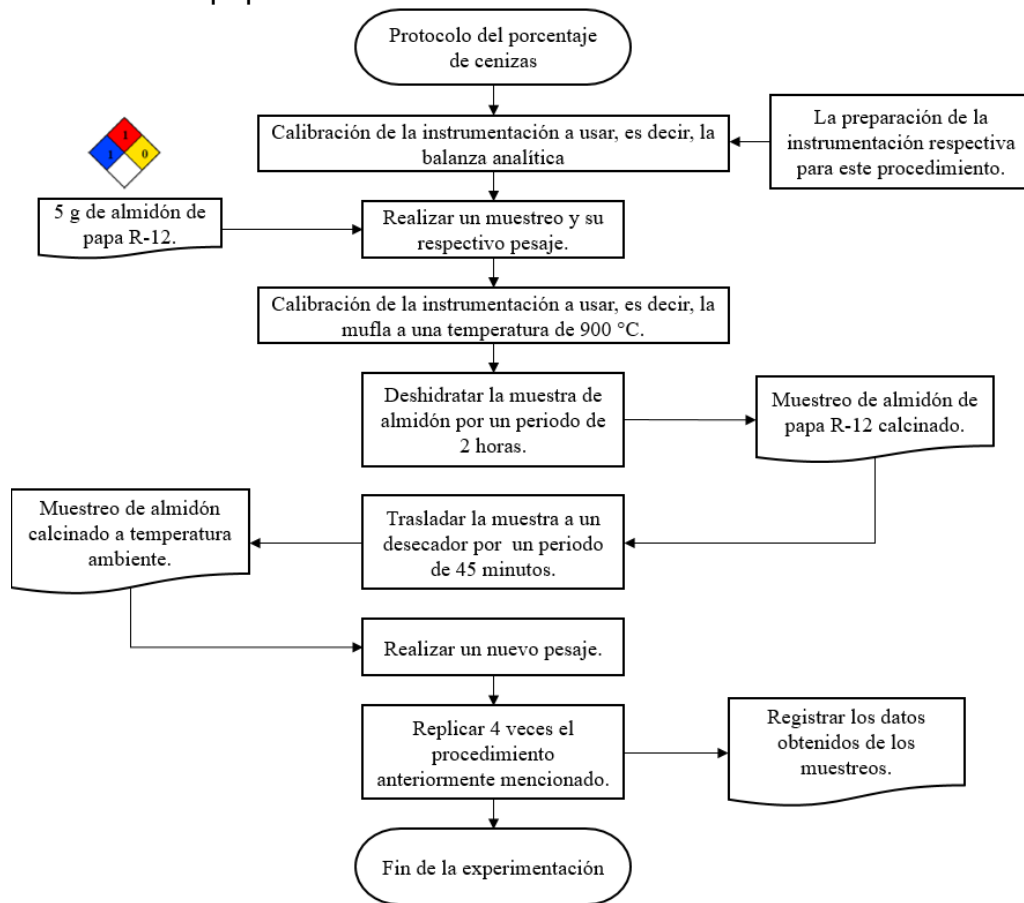 Protocolo del porcentaje
de cenizas
Calibración de la instrumentación a usar, es decir, la
balanza analítica
La preparación de la
instrumentación respectiva
para este procedimiento.
1
1
0
5 g de almidón de
papa R-12.
Realizar un muestreo y su
respectivo pesaje.
Calibración de la instrumentación a usar, es decir, la
mufla a una temperatura de 900 °C.
Deshidratar la muestra de
almidón por un periodo de
2 horas.
Muestreo de almidón de
papa R-12 calcinado.
Trasladar la muestra a un
desecador por un periodo
de 45 minutos.
Muestreo de almidón
calcinado a temperatura
ambiente.
Realizar un nuevo pesaje.
Replicar 4 veces el
procedimiento
anteriormente mencionado.
Registrar los datos
obtenidos de los
muestreos.
Fin de la experimentación